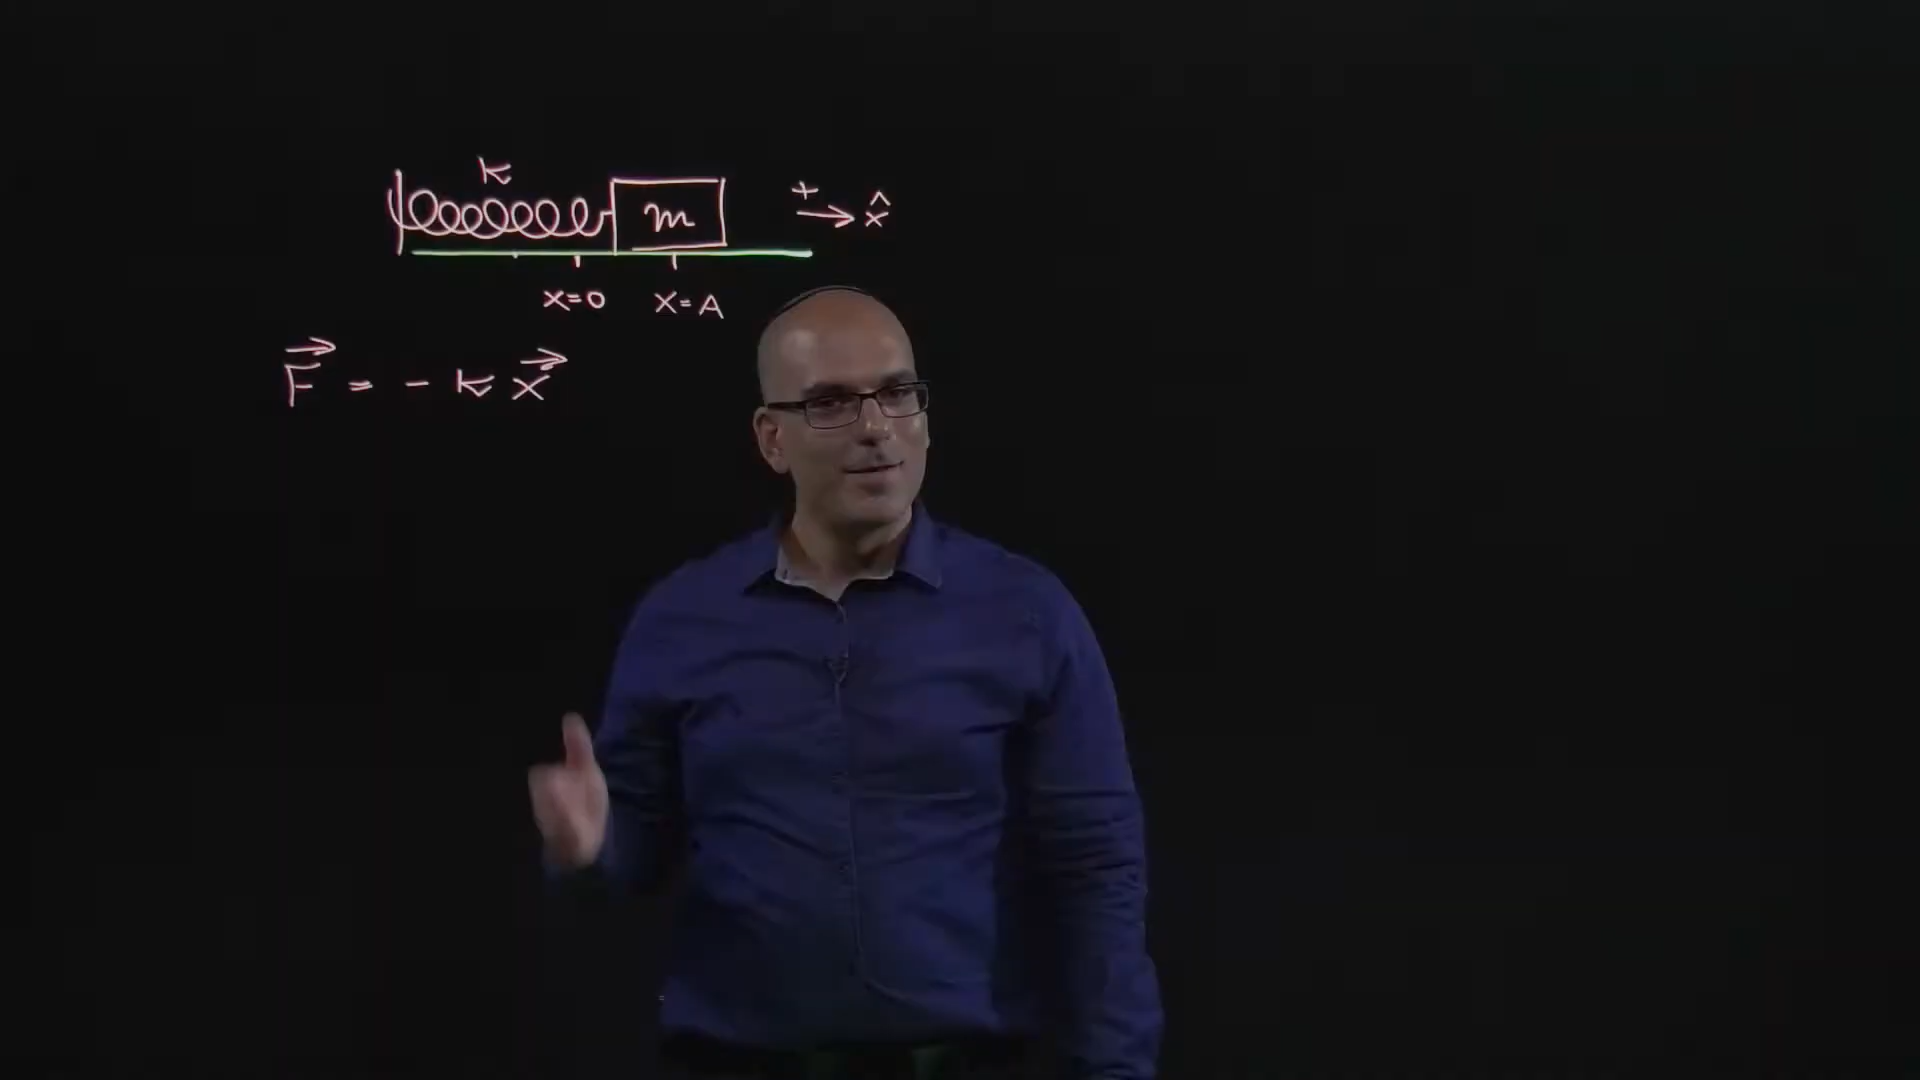 k
m
+
→ x̂
x=0 x=A
F⃗ = - k x⃗